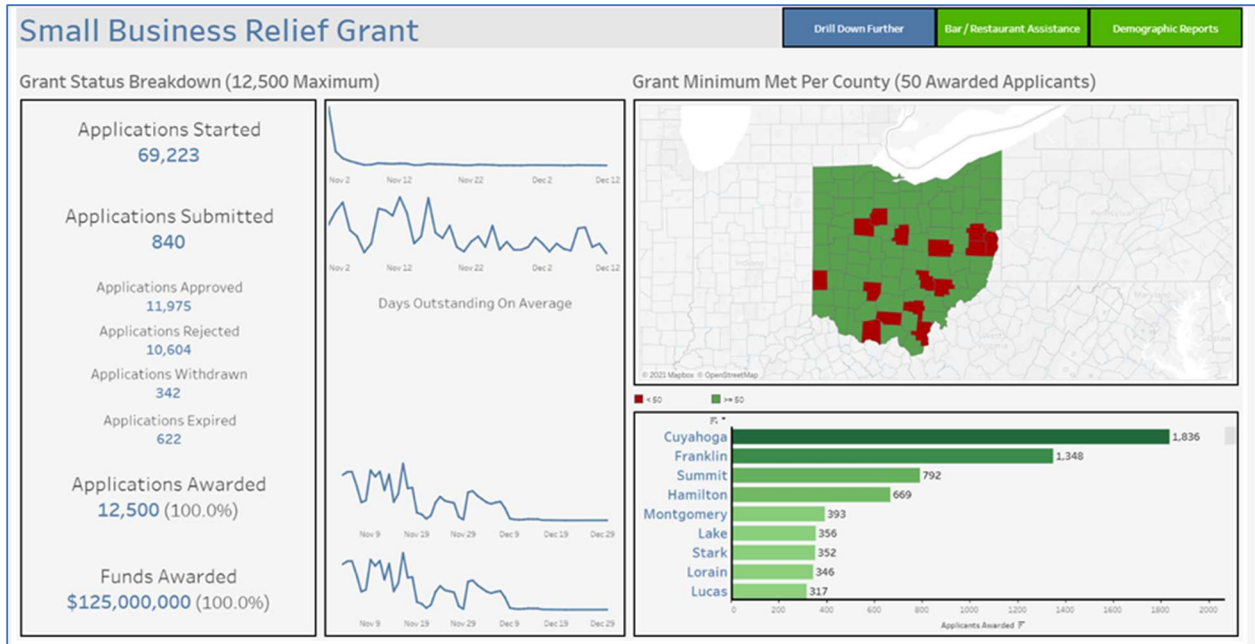 Small Business Relief Grant
Drill Down Further
Bar / Restaurant Assistance
Demographic Reports
Grant Status Breakdown (12,500 Maximum)
Applications Started
69,223
Applications Submitted
840
Applications Approved
11,975
Applications Rejected
10,604
Applications Withdrawn
342
Applications Expired
622
Applications Awarded
12,500 (100.0%)
Funds Awarded
$125,000,000 (100.0%)
Nov 2 Nov 12 Nov 22 Dec 2 Dec 12
Nov 2 Nov 12 Nov 22 Dec 2 Dec 12
Days Outstanding On Average
Nov 9 Nov 19 Nov 29 Dec 9 Dec 19 Dec 29
Nov 9 Nov 19 Nov 29 Dec 9 Dec 19 Dec 29
Grant Minimum Met Per County (50 Awarded Applicants)
Indiana
Maryland
© 2021 Mapbox © OpenStreetMap
< 50 >= 50
Cuyahoga 1,836
Franklin 1,348
Summit 792
Hamilton 669
Montgomery 393
Lake 356
Stark 352
Lorain 346
Lucas 317
0 200 400 600 800 1000 1200 1400 1600 1800 2000
Applicants Awarded